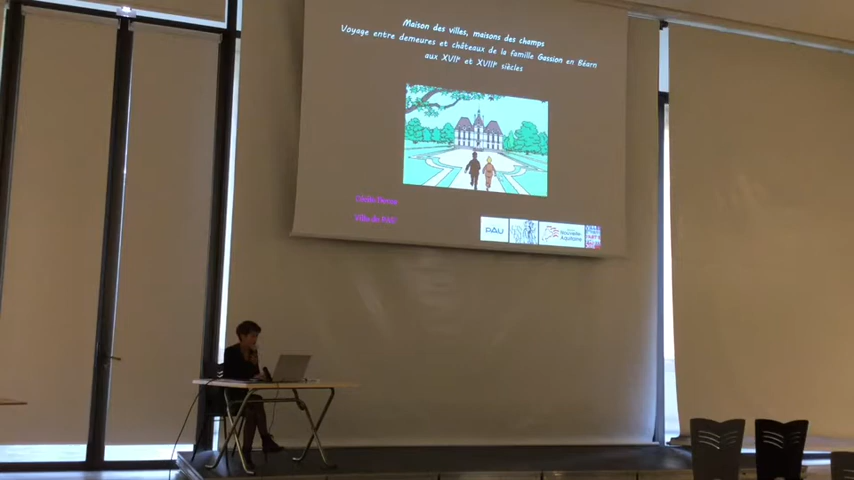 Maison des villes, maisons des champs
Voyage entre demeures et châteaux de la famille Gassion en Béarn
aux XVIIe et XVIIIe siècles
Ville de PAU
PAU
Nouvelle-
Aquitaine